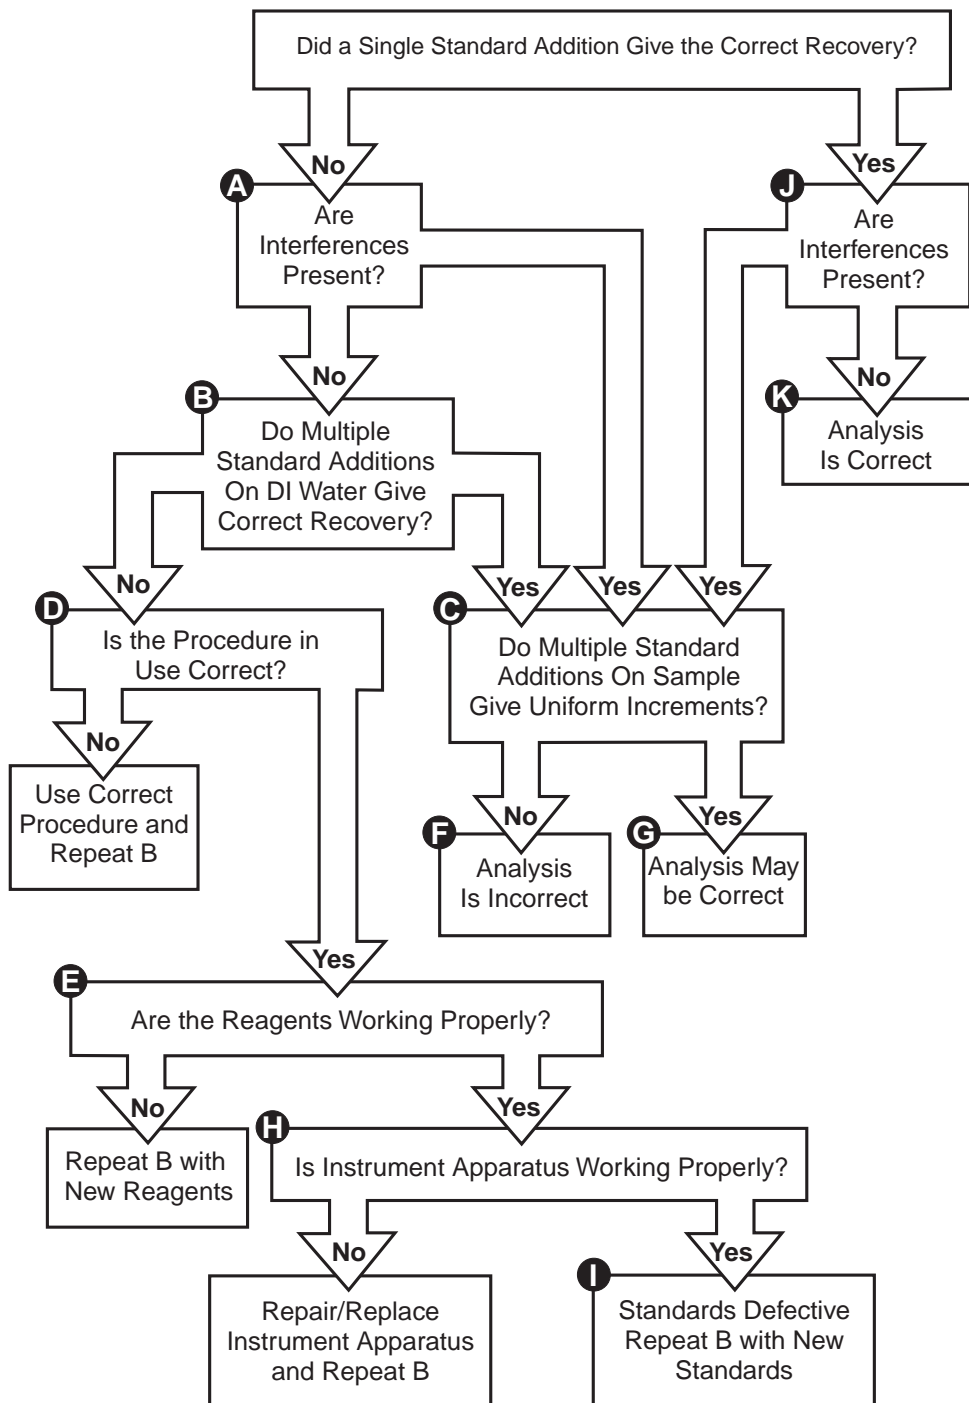 Did a Single Standard Addition Give the Correct Recovery?
No
Yes
A
Are
Interferences
Present?
J
Are
Interferences
Present?
No
No
B
Do Multiple
Standard Additions
On DI Water Give
Correct Recovery?
K
Analysis
Is Correct
No
Yes
Yes
Yes
D
Is the Procedure in
Use Correct?
C
Do Multiple Standard
Additions On Sample
Give Uniform Increments?
No
Use Correct
Procedure and
Repeat B
No
Yes
F
Analysis
Is Incorrect
G
Analysis May
be Correct
Yes
E
Are the Reagents Working Properly?
No
Yes
Repeat B with
New Reagents
H
Is Instrument Apparatus Working Properly?
No
Yes
Repair/Replace
Instrument Apparatus
and Repeat B
I
Standards Defective
Repeat B with New
Standards